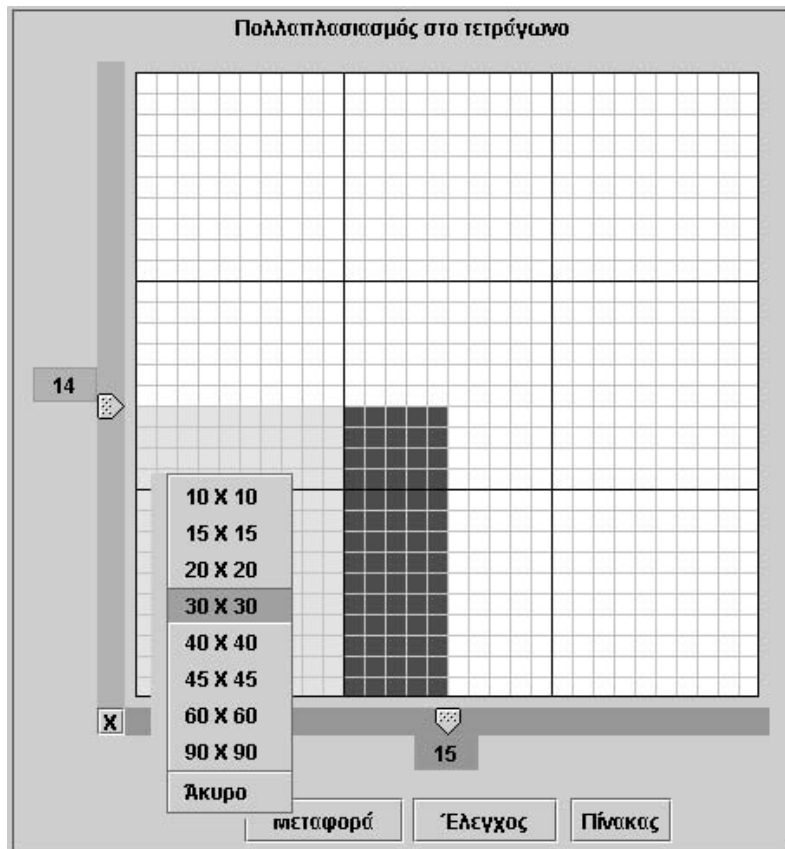 Πολλαπλασιασμός στο τετράγωνο
14
10 X 10
15 X 15
20 X 20
30 X 30
40 X 40
45 X 45
60 X 60
90 X 90
Άκυρο
X
15
Μεταφορά Έλεγχος Πίνακας